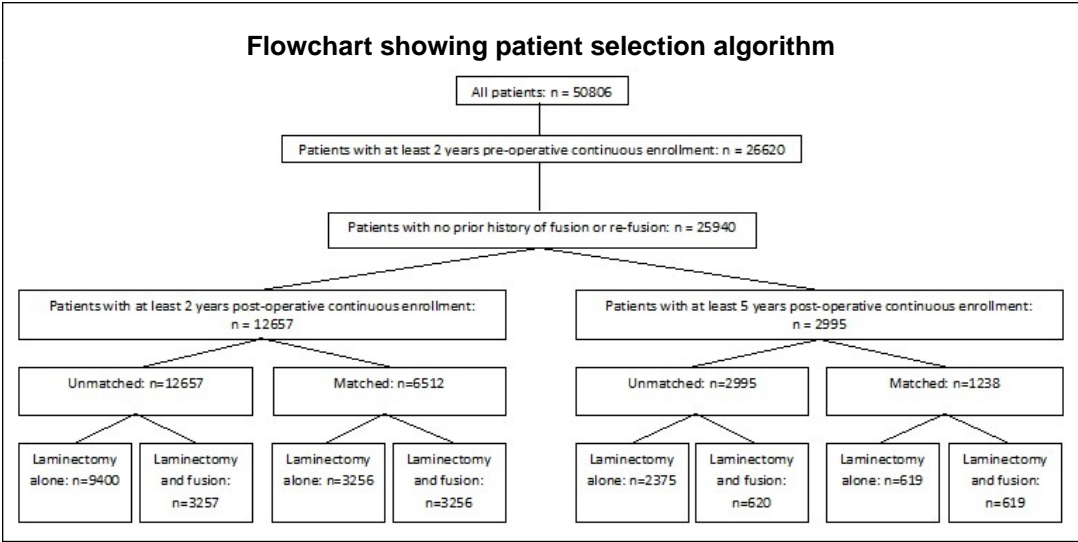 Flowchart showing patient selection algorithm
All patients: n = 50806
Patients with at least 2 years pre-operative continuous enrollment: n = 26620
Patients with no prior history of fusion or re-fusion: n = 25940
Patients with at least 2 years post-operative continuous enrollment:
n = 12657
Patients with at least 5 years post-operative continuous enrollment:
n = 2995
Unmatched: n=12657
Matched: n=6512
Unmatched: n=2995
Matched: n=1238
Laminectomy
alone: n=9400
Laminectomy
and fusion:
n=3257
Laminectomy
alone: n=3256
Laminectomy
and fusion:
n=3256
Laminectomy
alone: n=2375
Laminectomy
and fusion:
n=620
Laminectomy
alone: n=619
Laminectomy
and fusion:
n=619